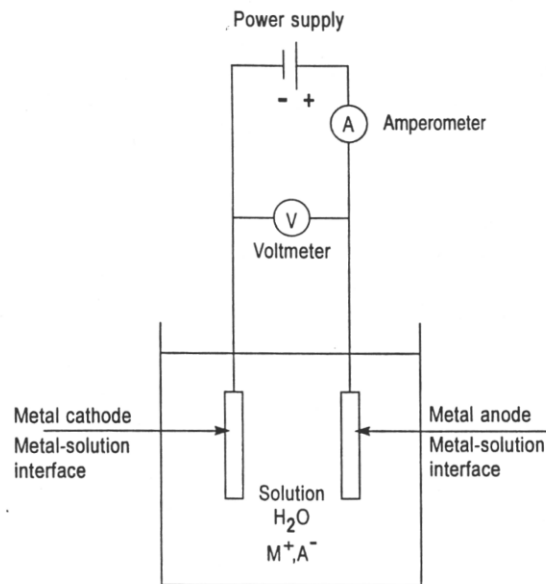 Power supply
- +
A
Amperometer
V
Voltmeter
Metal cathode
Metal-solution
interface
Metal anode
Metal-solution
interface
Solution
H₂O
M⁺,A⁻